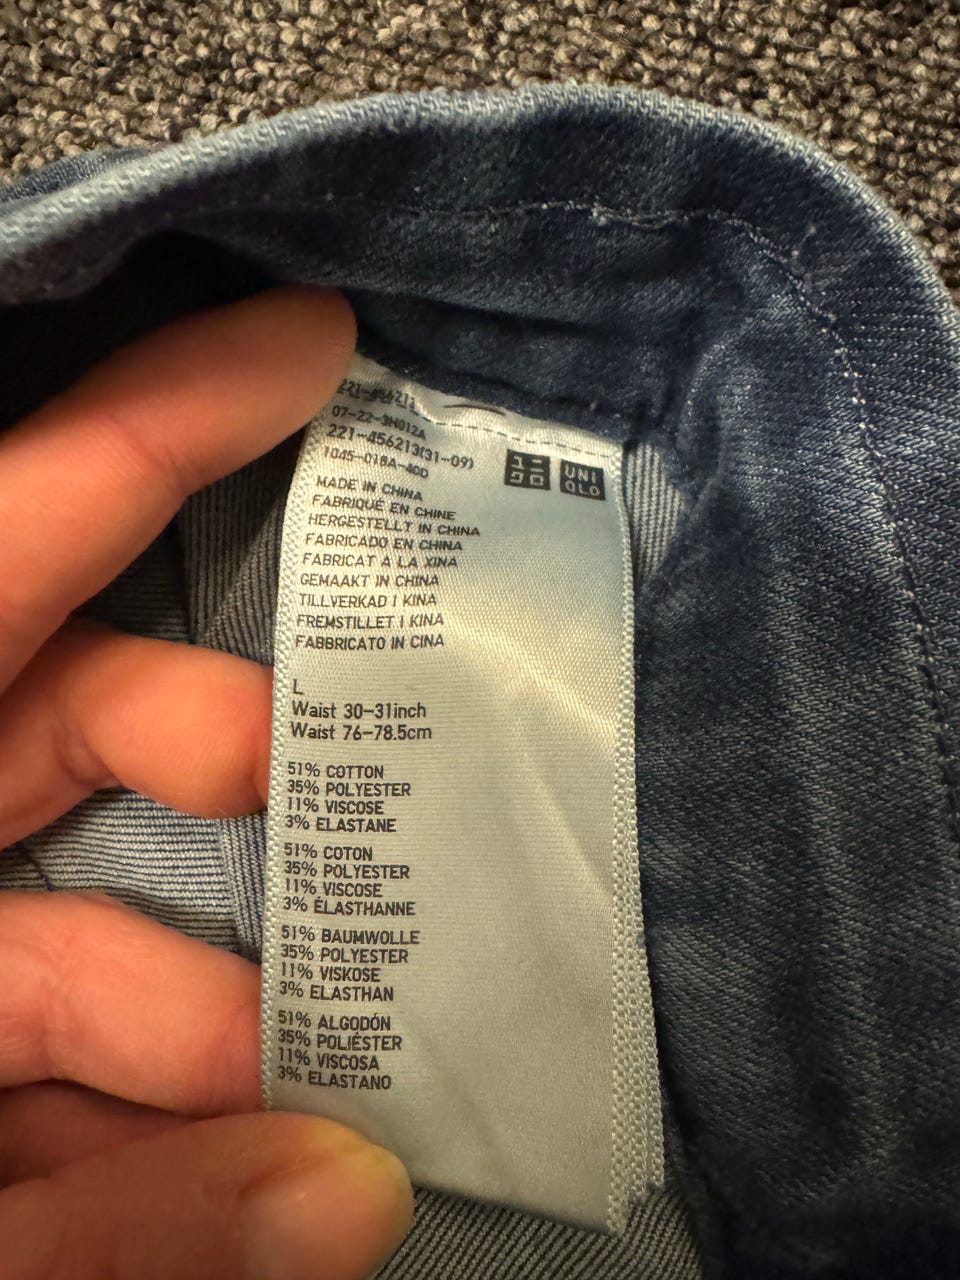 221-456213
07-22-3H012A
221-456213(31-09)
1045-018A-40D
ユニ
クロ
UNI
QLO
MADE IN CHINA
FABRIQUÉ EN CHINE
HERGESTELLT IN CHINA
FABRICADO EN CHINA
FABRICAT A LA XINA
GEMAAKT IN CHINA
TILLVERKAD I KINA
FREMSTILLET I KINA
FABBRICATO IN CINA
L
Waist 30-31inch
Waist 76-78.5cm
51% COTTON
35% POLYESTER
11% VISCOSE
3% ELASTANE
51% COTON
35% POLYESTER
11% VISCOSE
3% ÉLASTHANNE
51% BAUMWOLLE
35% POLYESTER
11% VISKOSE
3% ELASTHAN
51% ALGODÓN
35% POLIÉSTER
11% VISCOSA
3% ELASTANO